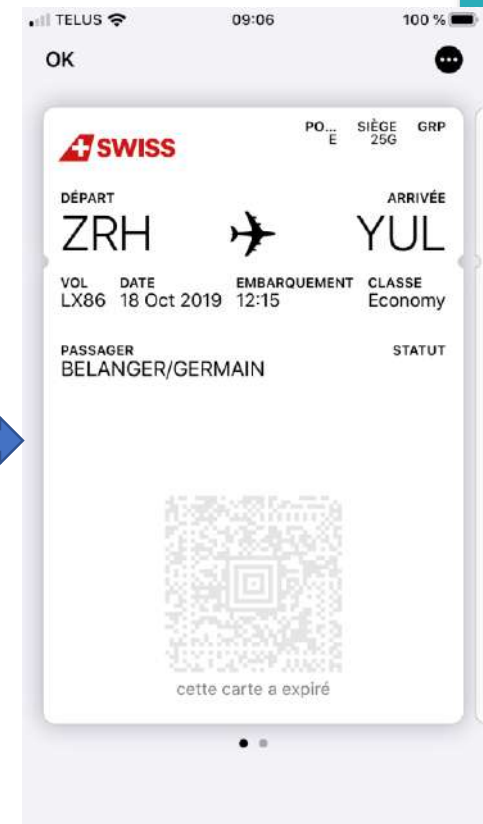 TELUS 09:06 100 %
OK
SWISS
PO... SIÈGE GRP
E 25G
DÉPART ARRIVÉE
ZRH YUL
VOL DATE EMBARQUEMENT CLASSE
LX86 18 Oct 2019 12:15 Economy
PASSAGER STATUT
BELANGER/GERMAIN
cette carte a expiré